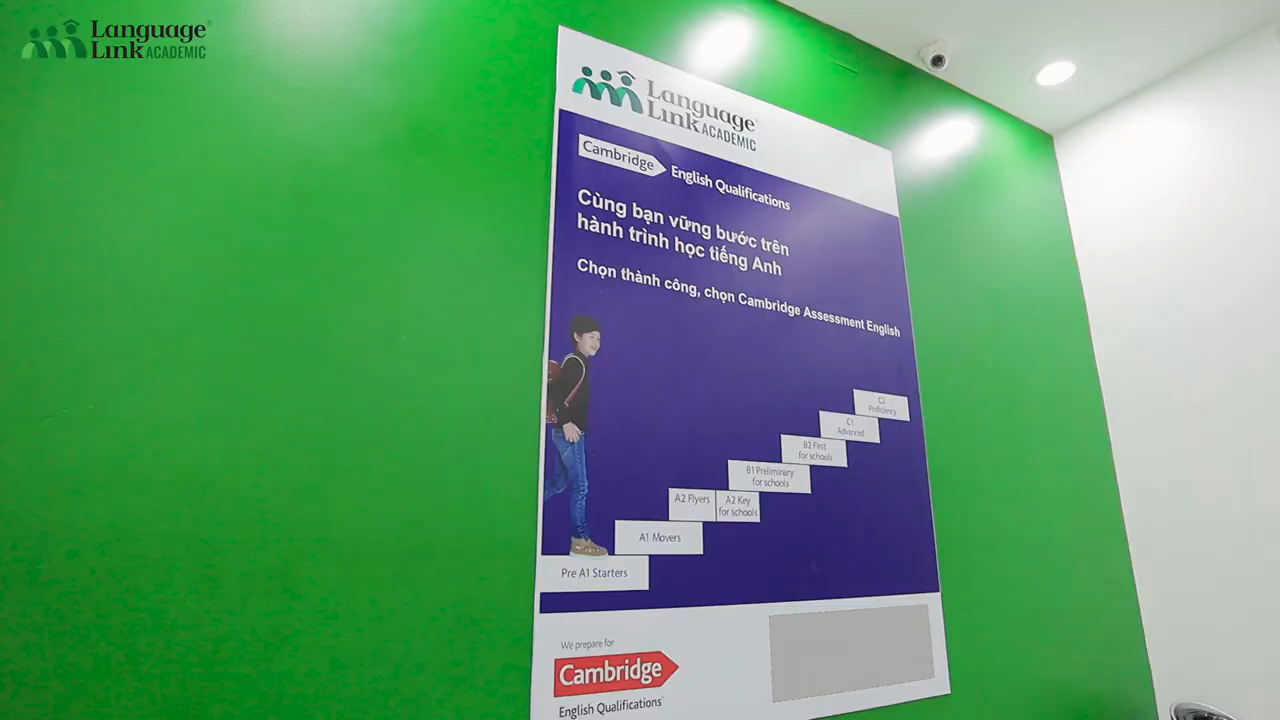 Language
Link ACADEMIC
Language
Link ACADEMIC
Cambridge English Qualifications
Cùng bạn vững bước trên
hành trình học tiếng Anh
Chọn thành công, chọn Cambridge Assessment English
C2
Proficiency
C1
Advanced
B2 First
for schools
B1 Preliminary
for schools
A2 Flyers
A2 Key
for schools
A1 Movers
Pre A1 Starters
We prepare for
Cambridge
English Qualifications